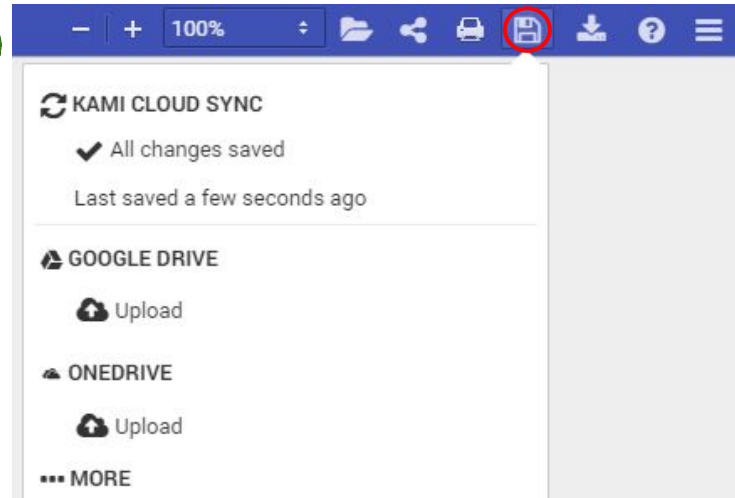 100%
KAMI CLOUD SYNC
All changes saved
Last saved a few seconds ago
GOOGLE DRIVE
Upload
ONEDRIVE
Upload
MORE